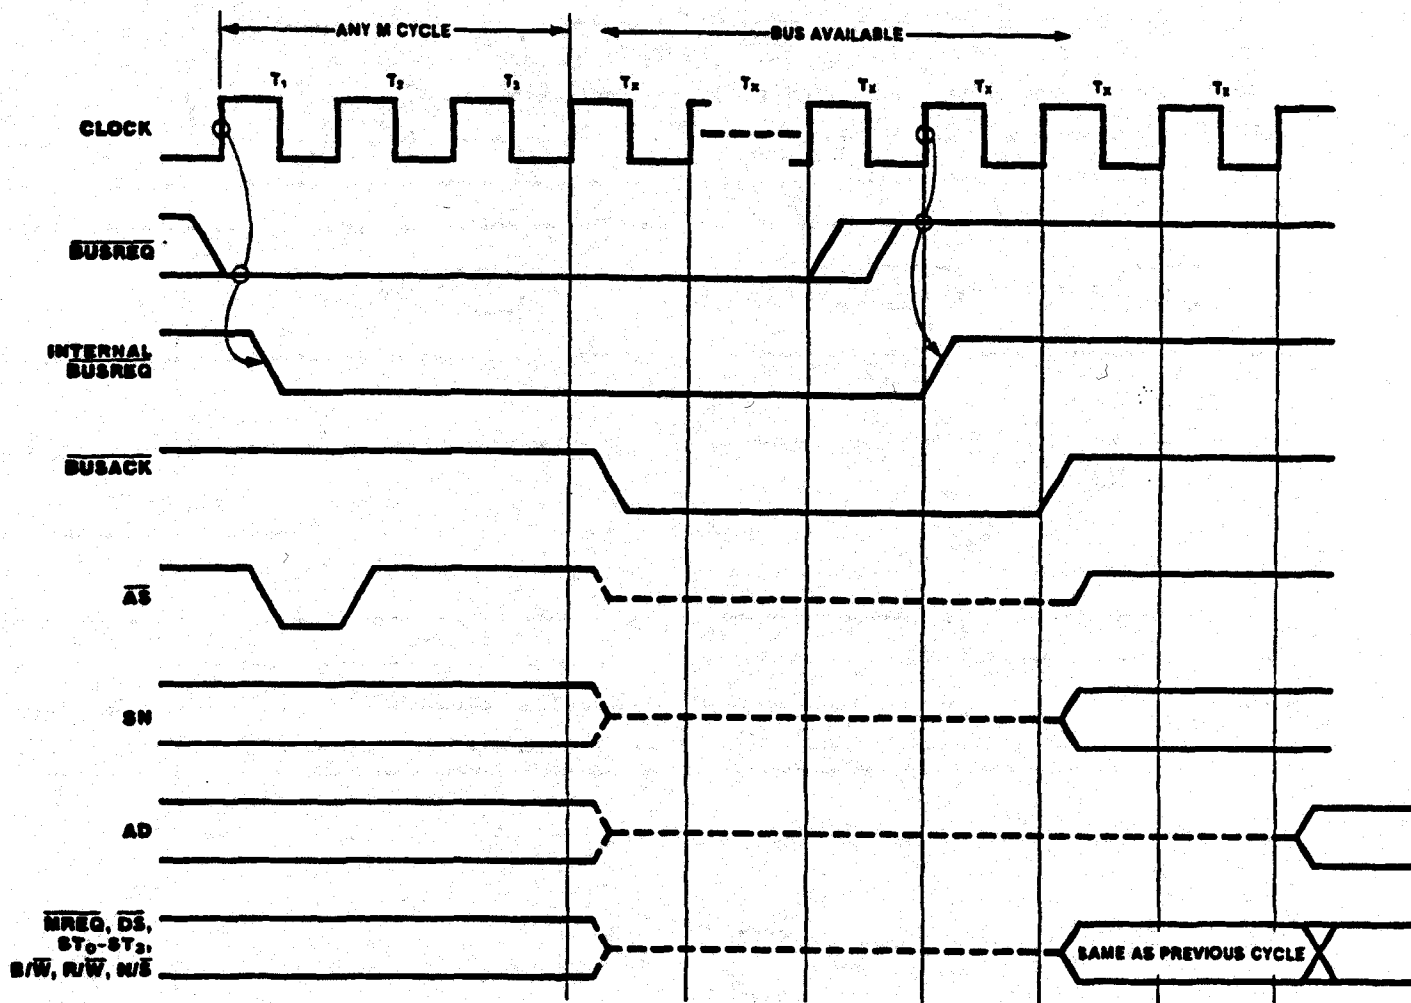 ANY M CYCLE
BUS AVAILABLE
T₁ T₂ T₃ Tₓ Tₓ Tₓ Tₓ Tₓ Tₓ
CLOCK
BUSREQ
INTERNAL
BUSREQ
BUSACK
AS
SN
AD
MREQ, DS,
ST₀-ST₃,
B/W, R/W, N/S
SAME AS PREVIOUS CYCLE